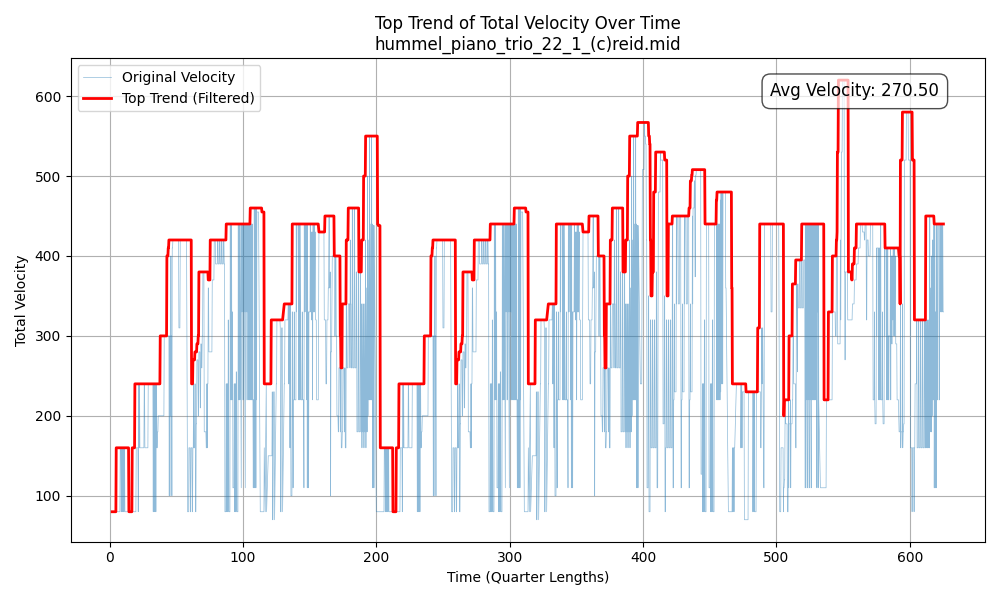 Top Trend of Total Velocity Over Time
hummel_piano_trio_22_1_(c)reid.mid
Original Velocity
Top Trend (Filtered)
Avg Velocity: 270.50
Total Velocity
600
500
400
300
200
100
0 100 200 300 400 500 600
Time (Quarter Lengths)